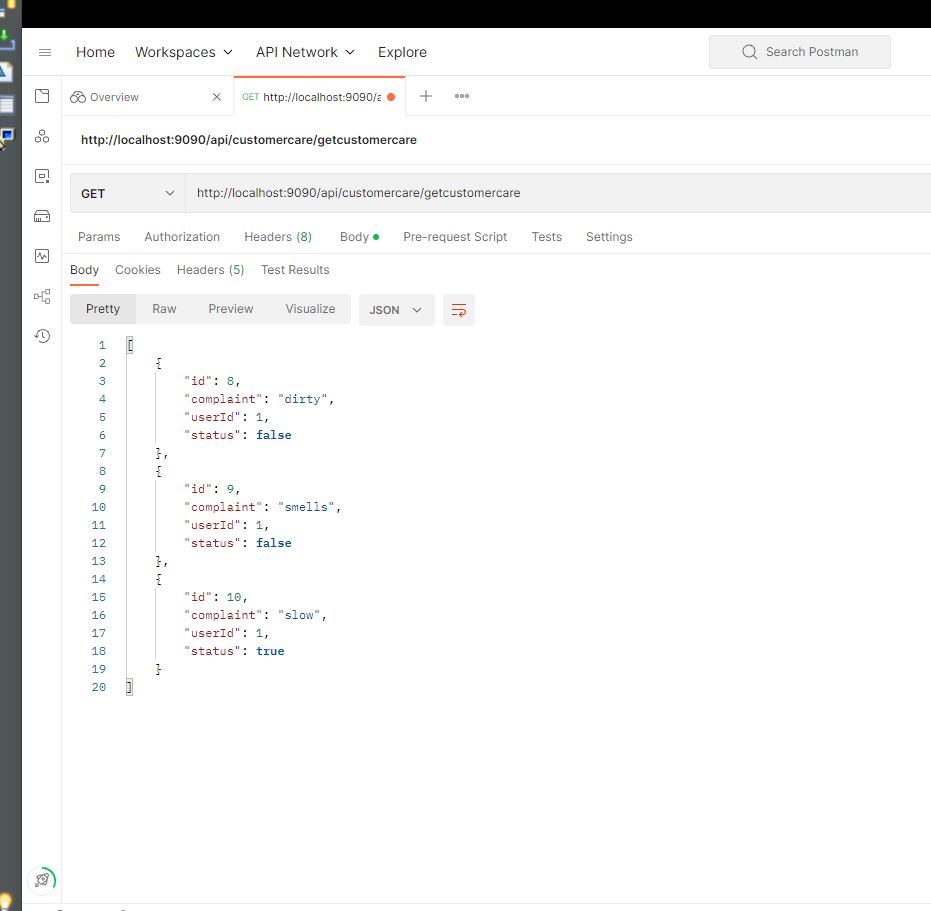 Home Workspaces API Network Explore Search Postman
Overview GET http://localhost:9090/a
http://localhost:9090/api/customercare/getcustomercare
GET http://localhost:9090/api/customercare/getcustomercare
Params Authorization Headers (8) Body Pre-request Script Tests Settings
Body Cookies Headers (5) Test Results
Pretty Raw Preview Visualize JSON
1 [
2 {
3 "id": 8,
4 "complaint": "dirty",
5 "userId": 1,
6 "status": false
7 },
8 {
9 "id": 9,
10 "complaint": "smells",
11 "userId": 1,
12 "status": false
13 },
14 {
15 "id": 10,
16 "complaint": "slow",
17 "userId": 1,
18 "status": true
19 }
20 ]